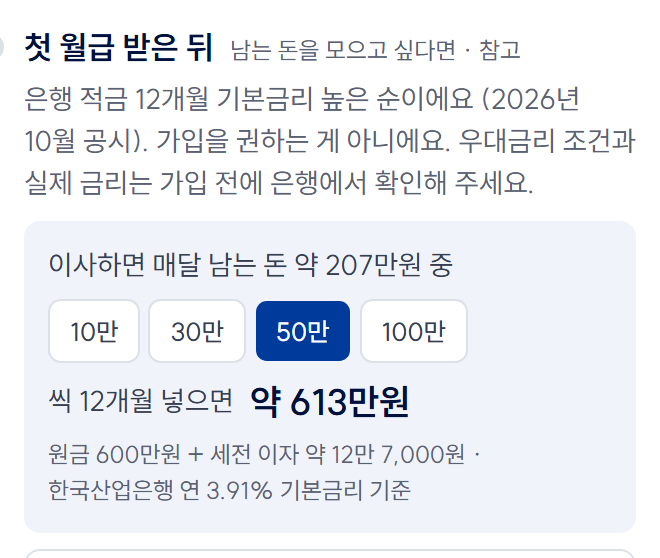 첫 월급 받은 뒤 남는 돈을 모으고 싶다면 · 참고
은행 적금 12개월 기본금리 높은 순이에요 (2026년
10월 공시). 가입을 권하는 게 아니에요. 우대금리 조건과
실제 금리는 가입 전에 은행에서 확인해 주세요.
이사하면 매달 남는 돈 약 207만원 중
10만 30만 50만 100만
씩 12개월 넣으면 약 613만원
원금 600만원 + 세전 이자 약 12만 7,000원 ·
한국산업은행 연 3.91% 기본금리 기준